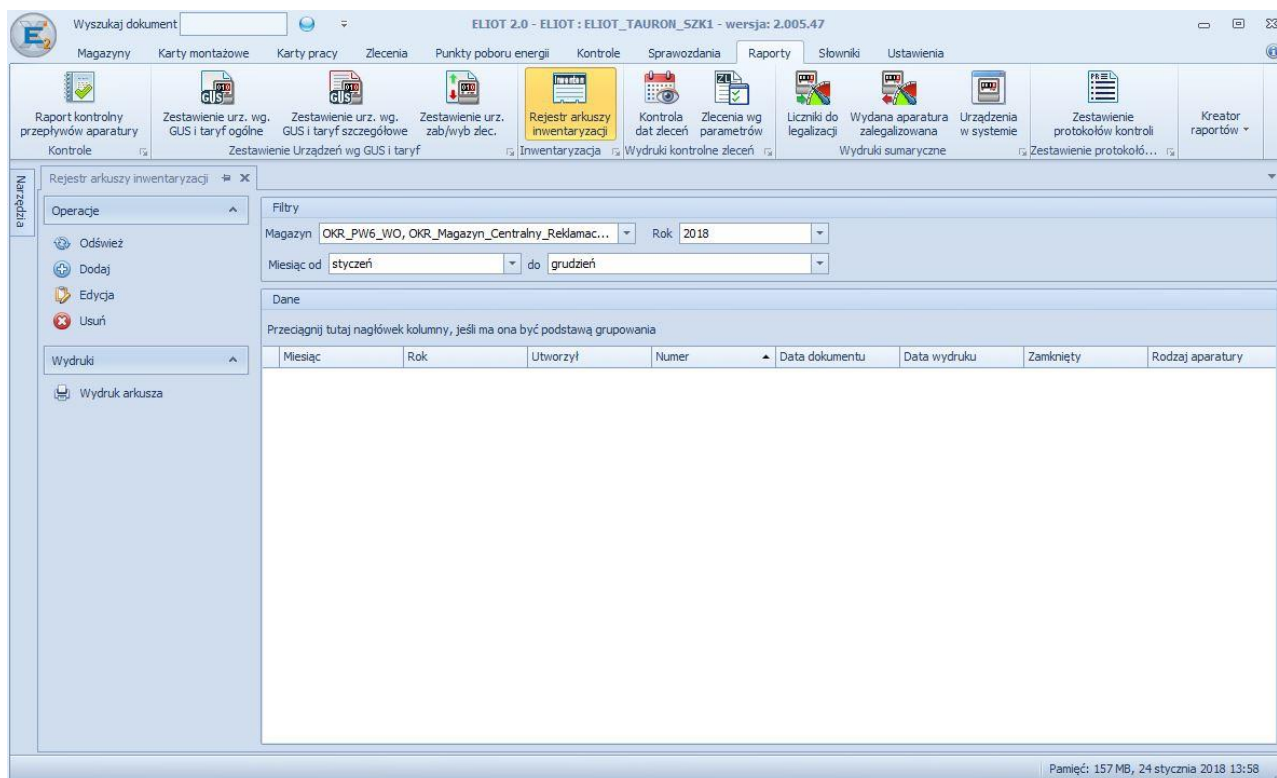 Wyszukaj dokument
ELIOT 2.0 - ELIOT : ELIOT_TAURON_SZK1 - wersja: 2.005.47
Magazyny Karty montażowe Karty pracy Zlecenia Punkty poboru energii Kontrole Sprawozdania Raporty Słowniki Ustawienia
Raport kontrolny przepływów aparatury
Kontrole
Zestawienie urz. wg. GUS i taryf ogólne
Zestawienie urz. wg. GUS i taryf szczegółowe
Zestawienie urz. zab/wyb zlec.
Zestawienie Urządzeń wg GUS i taryf
Rejestr arkuszy inwentaryzacji
Inwentaryzacja
Kontrola dat zleceń
Zlecenia wg parametrów
Wydruki kontrolne zleceń
Liczniki do legalizacji
Wydana aparatura zalegalizowana
Urządzenia w systemie
Wydruki sumaryczne
Zestawienie protokołów kontroli
Zestawienie protokołó...
Kreator raportów
Narzędzia
Rejestr arkuszy inwentaryzacji
Operacje
Odśwież
Dodaj
Edycja
Usuń
Wydruki
Wydruk arkusza
Filtry
Magazyn OKR_PW6_WO, OKR_Magazyn_Centralny_Reklamac... Rok 2018
Miesiąc od styczeń do grudzień
Dane
Przeciągnij tutaj nagłówek kolumny, jeśli ma ona być podstawą grupowania
Miesiąc Rok Utworzył Numer Data dokumentu Data wydruku Zamknięty Rodzaj aparatury
Pamięć: 157 MB, 24 stycznia 2018 13:58